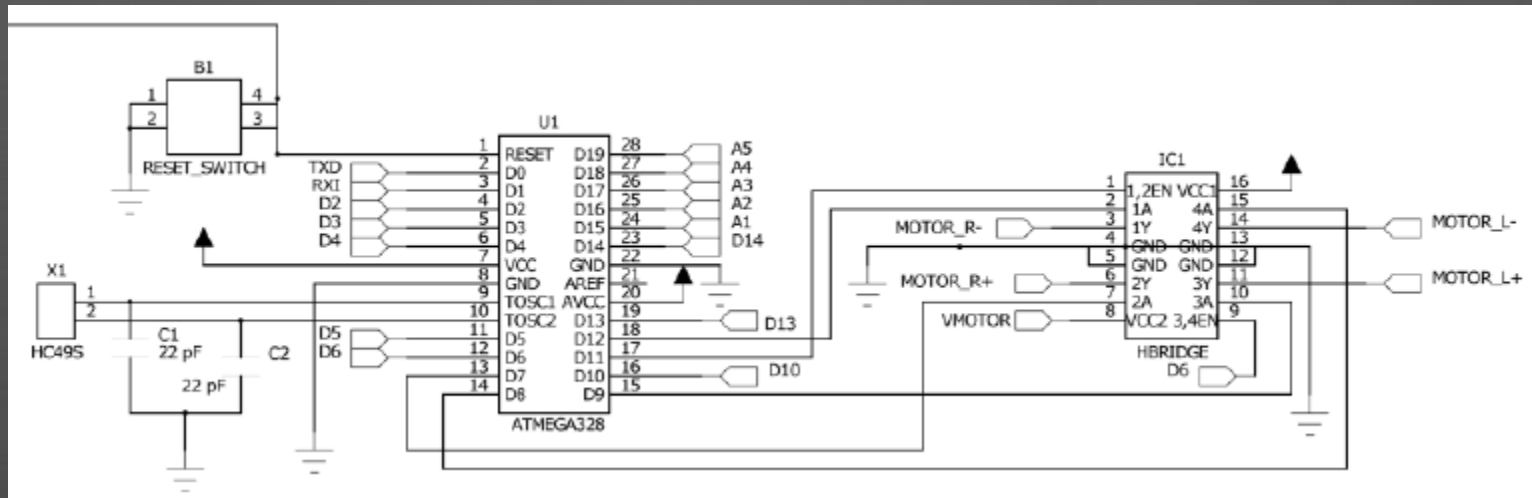 B1
1 4
2 3
RESET_SWITCH
U1
1 RESET D19 28 A5
TXD 2 D0 D18 27 A4
RXI 3 D1 D17 26 A3
D2 4 D2 D16 25 A2
D3 5 D3 D15 24 A1
D4 6 D4 D14 23 D14
7 VCC GND 22
8 GND AREF 21
9 TOSC1 AVCC 20
10 TOSC2 D13 19 D13
D5 11 D5 D12 18
D6 12 D6 D11 17
13 D7 D10 16 D10
14 D8 D9 15
ATMEGA328
X1
1
2
HC49S
C1
22 pF
C2
22 pF
IC1
1 1,2EN VCC1 16
2 1A 4A 15
MOTOR_R- 3 1Y 4Y 14 MOTOR_L-
4 GND GND 13
5 GND GND 12
MOTOR_R+ 6 2Y 3Y 11 MOTOR_L+
7 2A 3A 10
VMOTOR 8 VCC2 3,4EN 9
HBRIDGE
D6